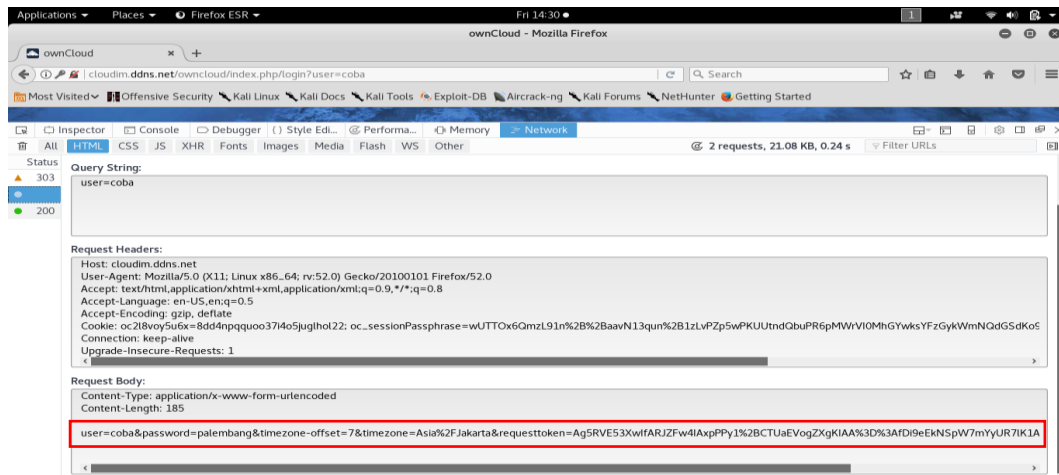 Applications Places Firefox ESR Fri 14:30 1
ownCloud - Mozilla Firefox
ownCloud × +
cloudim.ddns.net/owncloud/index.php/login?user=coba Search
Most Visited Offensive Security Kali Linux Kali Docs Kali Tools Exploit-DB Aircrack-ng Kali Forums NetHunter Getting Started
Inspector Console Debugger {} Style Edi... Performa... Memory Network
All HTML CSS JS XHR Fonts Images Media Flash WS Other 2 requests, 21.08 KB, 0.24 s Filter URLs
Status
303
200
Query String:
user=coba
Request Headers:
Host: cloudim.ddns.net
User-Agent: Mozilla/5.0 (X11; Linux x86_64; rv:52.0) Gecko/20100101 Firefox/52.0
Accept: text/html,application/xhtml+xml,application/xml;q=0.9,*/*;q=0.8
Accept-Language: en-US,en;q=0.5
Accept-Encoding: gzip, deflate
Cookie: oc2l8voy5u6x=8dd4npqquoo37i4o5juglhol22; oc_sessionPassphrase=wUTTOx6QmzL91n%2B%2BaavN13qun%2B1zLvPZp5wPKUUtndQbuPR6pMWrVI0MhGYwksYFzGykWmNQdGSdKo9
Connection: keep-alive
Upgrade-Insecure-Requests: 1
Request Body:
Content-Type: application/x-www-form-urlencoded
Content-Length: 185
user=coba&password=palembang&timezone-offset=7&timezone=Asia%2FJakarta&requesttoken=Ag5RVE53XwIfARJZFw4IAxpPPy1%2BCTUaEVogZXgKIAA%3D%3AfDi9eEkNSpW7mYyUR7lK1A